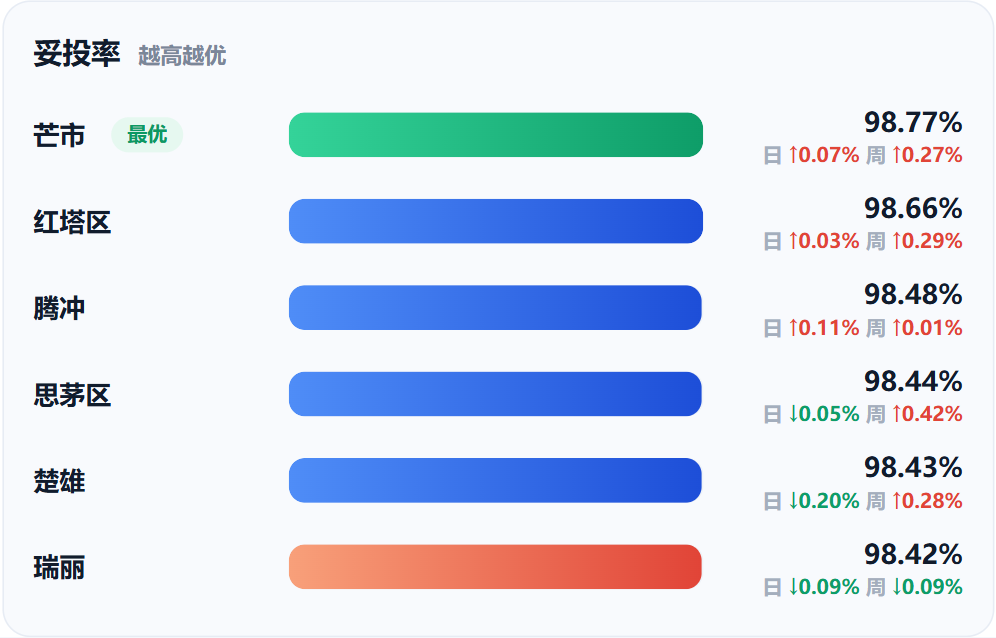 妥投率 越高越优
芒市 最优 98.77%
日 ↑0.07% 周 ↑0.27%
红塔区 98.66%
日 ↑0.03% 周 ↑0.29%
腾冲 98.48%
日 ↑0.11% 周 ↑0.01%
思茅区 98.44%
日 ↓0.05% 周 ↑0.42%
楚雄 98.43%
日 ↓0.20% 周 ↑0.28%
瑞丽 98.42%
日 ↓0.09% 周 ↓0.09%